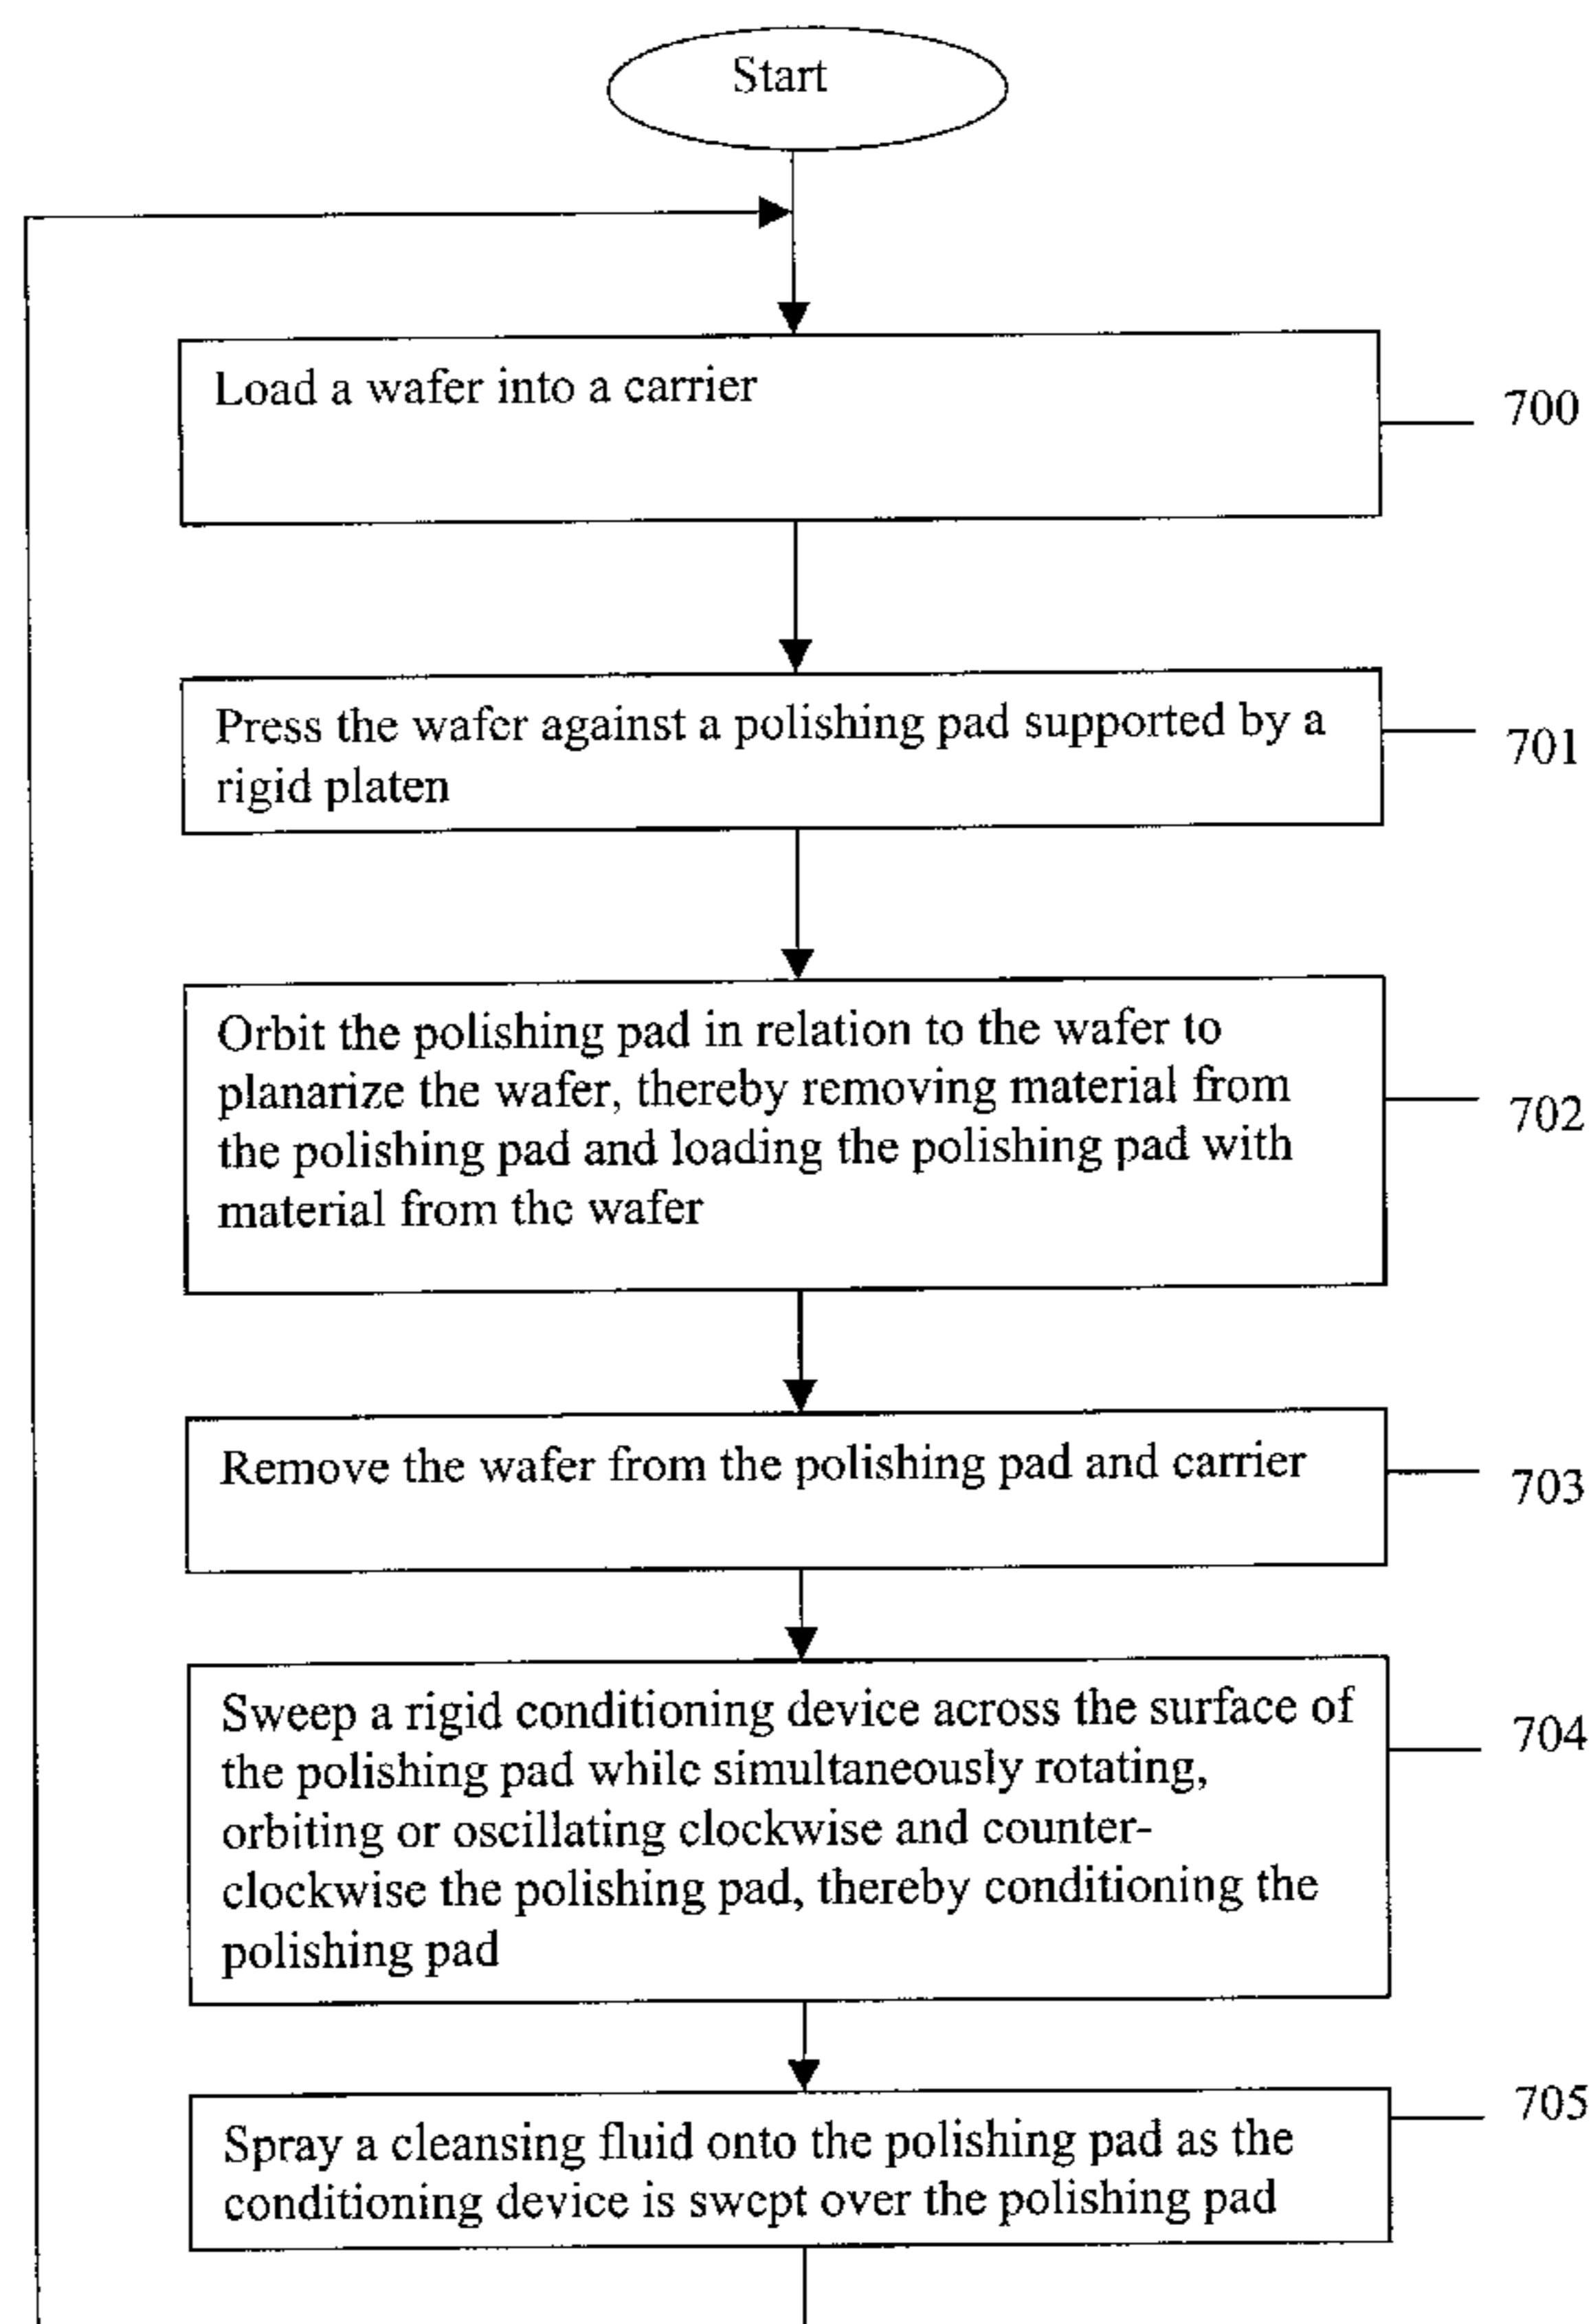 Start
Load a wafer into a carrier
700
Press the wafer against a polishing pad supported by a
rigid platen
701
Orbit the polishing pad in relation to the wafer to
planarize the wafer, thereby removing material from
the polishing pad and loading the polishing pad with
material from the wafer
702
Remove the wafer from the polishing pad and carrier
703
Sweep a rigid conditioning device across the surface of
the polishing pad while simultaneously rotating,
orbiting or oscillating clockwise and counter-
clockwise the polishing pad, thereby conditioning the
polishing pad
704
Spray a cleansing fluid onto the polishing pad as the
conditioning device is swept over the polishing pad
705